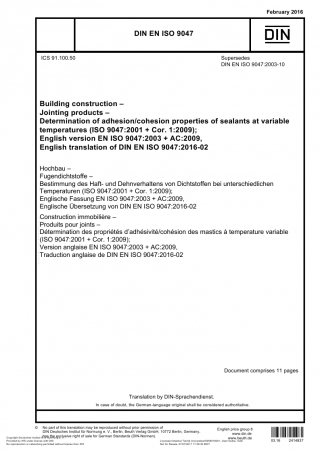 February 2016
DIN EN ISO 9047
DIN
ICS 91.100.50
Supersedes
DIN EN ISO 9047:2003-10
Building construction –
Jointing products –
Determination of adhesion/cohesion properties of sealants at variable
temperatures (ISO 9047:2001 + Cor. 1:2009);
English version EN ISO 9047:2003 + AC:2009,
English translation of DIN EN ISO 9047:2016-02
Hochbau –
Fugendichtstoffe –
Bestimmung des Haft- und Dehnverhaltens von Dichtstoffen bei unterschiedlichen
Temperaturen (ISO 9047:2001 + Cor. 1:2009);
Englische Fassung EN ISO 9047:2003 + AC:2009,
Englische Übersetzung von DIN EN ISO 9047:2016-02
Construction immobilière –
Produits pour joints –
Détermination des propriétés d'adhésivité/cohésion des mastics à température variable
(ISO 9047:2001 + Cor. 1:2009);
Version anglaise EN ISO 9047:2003 + AC:2009,
Traduction anglaise de DIN EN ISO 9047:2016-02
Document comprises 11 pages
Translation by DIN-Sprachendienst.
In case of doubt, the German-language original shall be considered authoritative.
© No part of this translation may be reproduced without prior permission of
DIN Deutsches Institut für Normung e. V., Berlin. Beuth Verlag GmbH, 10772 Berlin, Germany,
has the exclusive right of sale for German Standards (DIN-Normen).
English price group 8
www.din.de
www.beuth.de
03.16 2414837